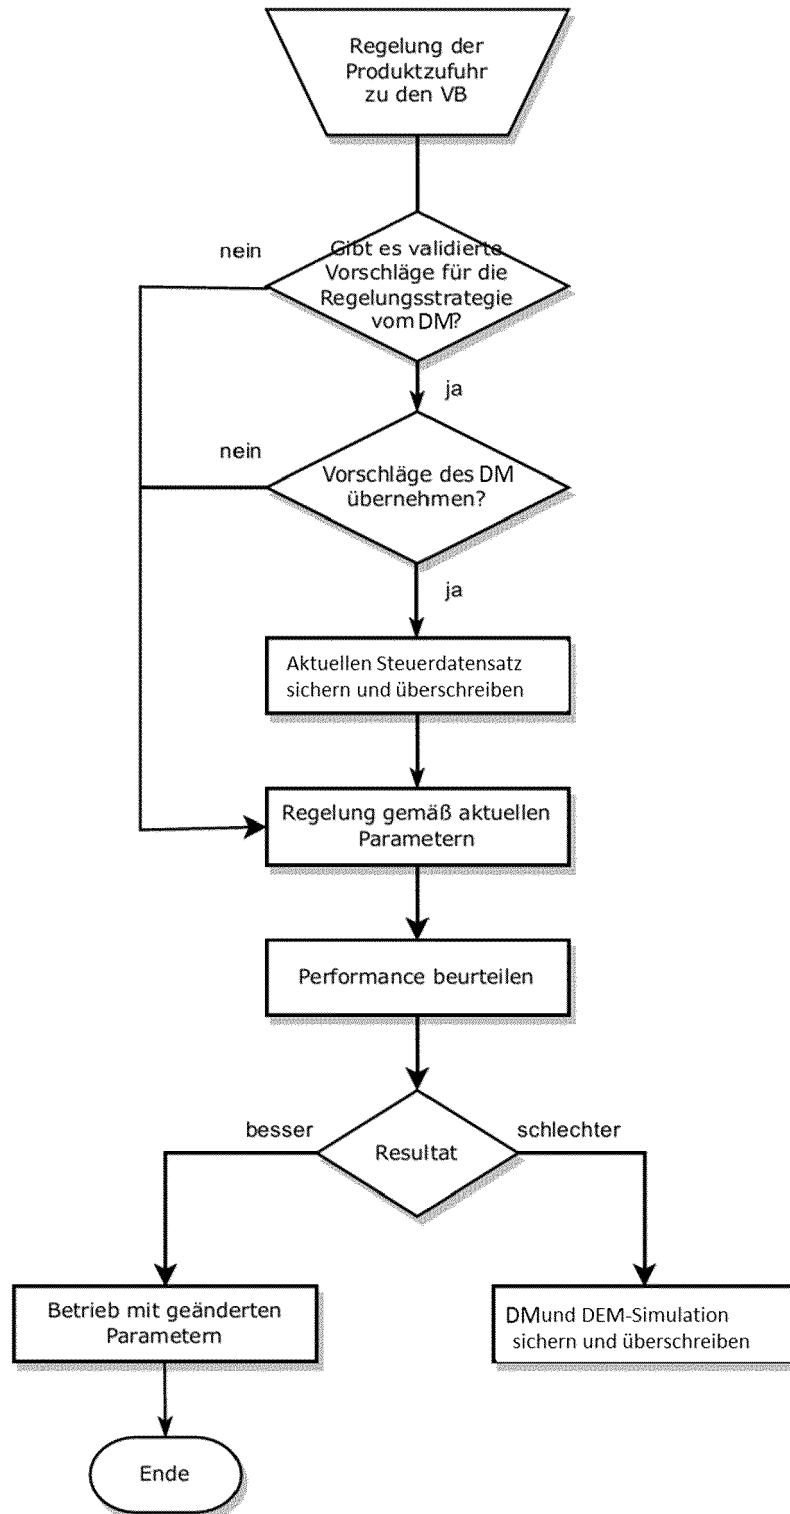 Regelung der
Produktzufuhr
zu den VB
nein
Gibt es validierte
Vorschläge für die
Regelungsstrategie
vom DM?
ja
nein
Vorschläge des DM
übernehmen?
ja
Aktuellen Steuerdatensatz
sichern und überschreiben
Regelung gemäß aktuellen
Parametern
Performance beurteilen
besser
schlechter
Resultat
Betrieb mit geänderten
Parametern
DM und DEM-Simulation
sichern und überschreiben
Ende